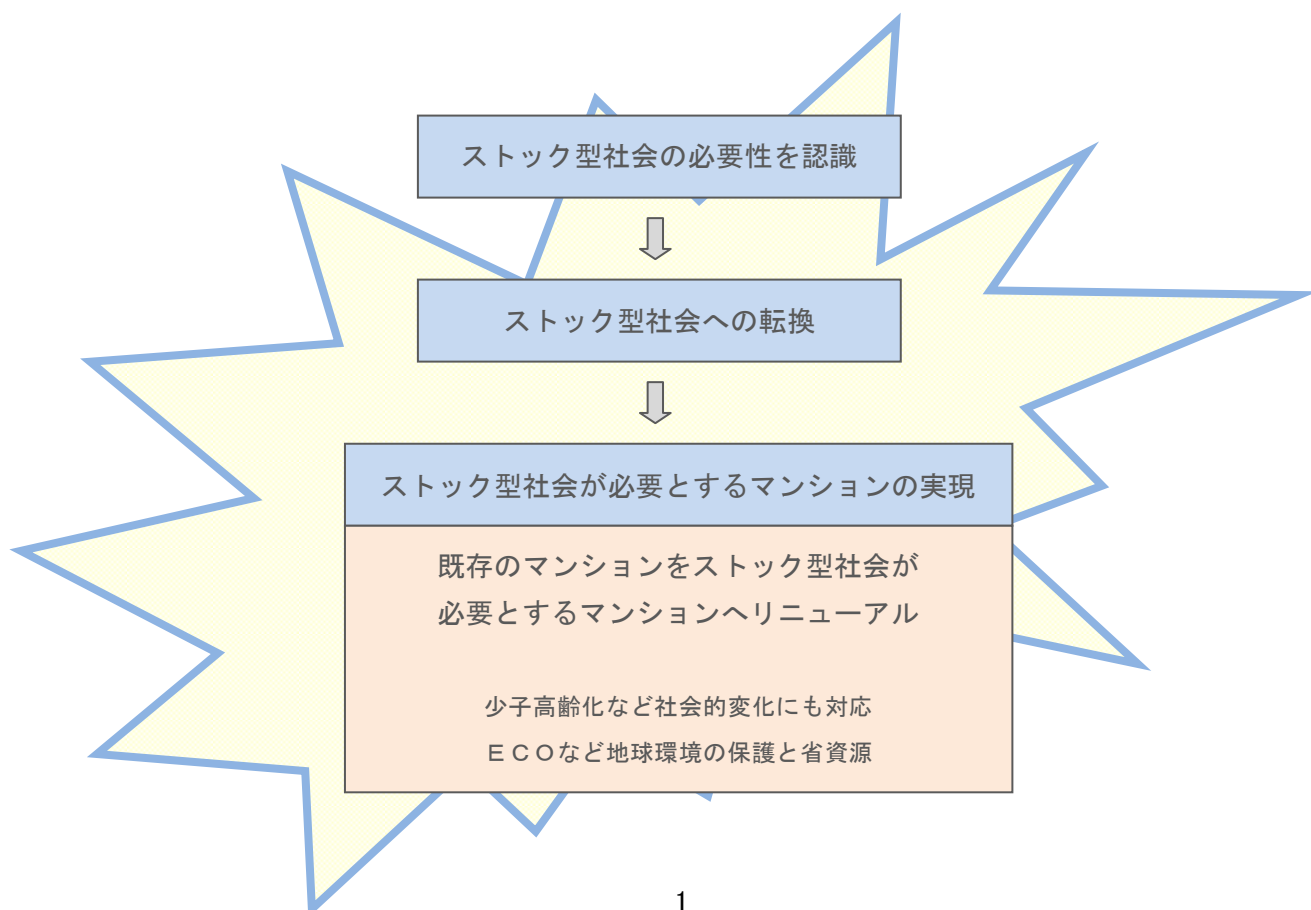 ストック型社会の必要性を認識
ストック型社会への転換
ストック型社会が必要とするマンションの実現
既存のマンションをストック型社会が
必要とするマンションへリニューアル
少子高齢化など社会的変化にも対応
ＥＣＯなど地球環境の保護と省資源
1